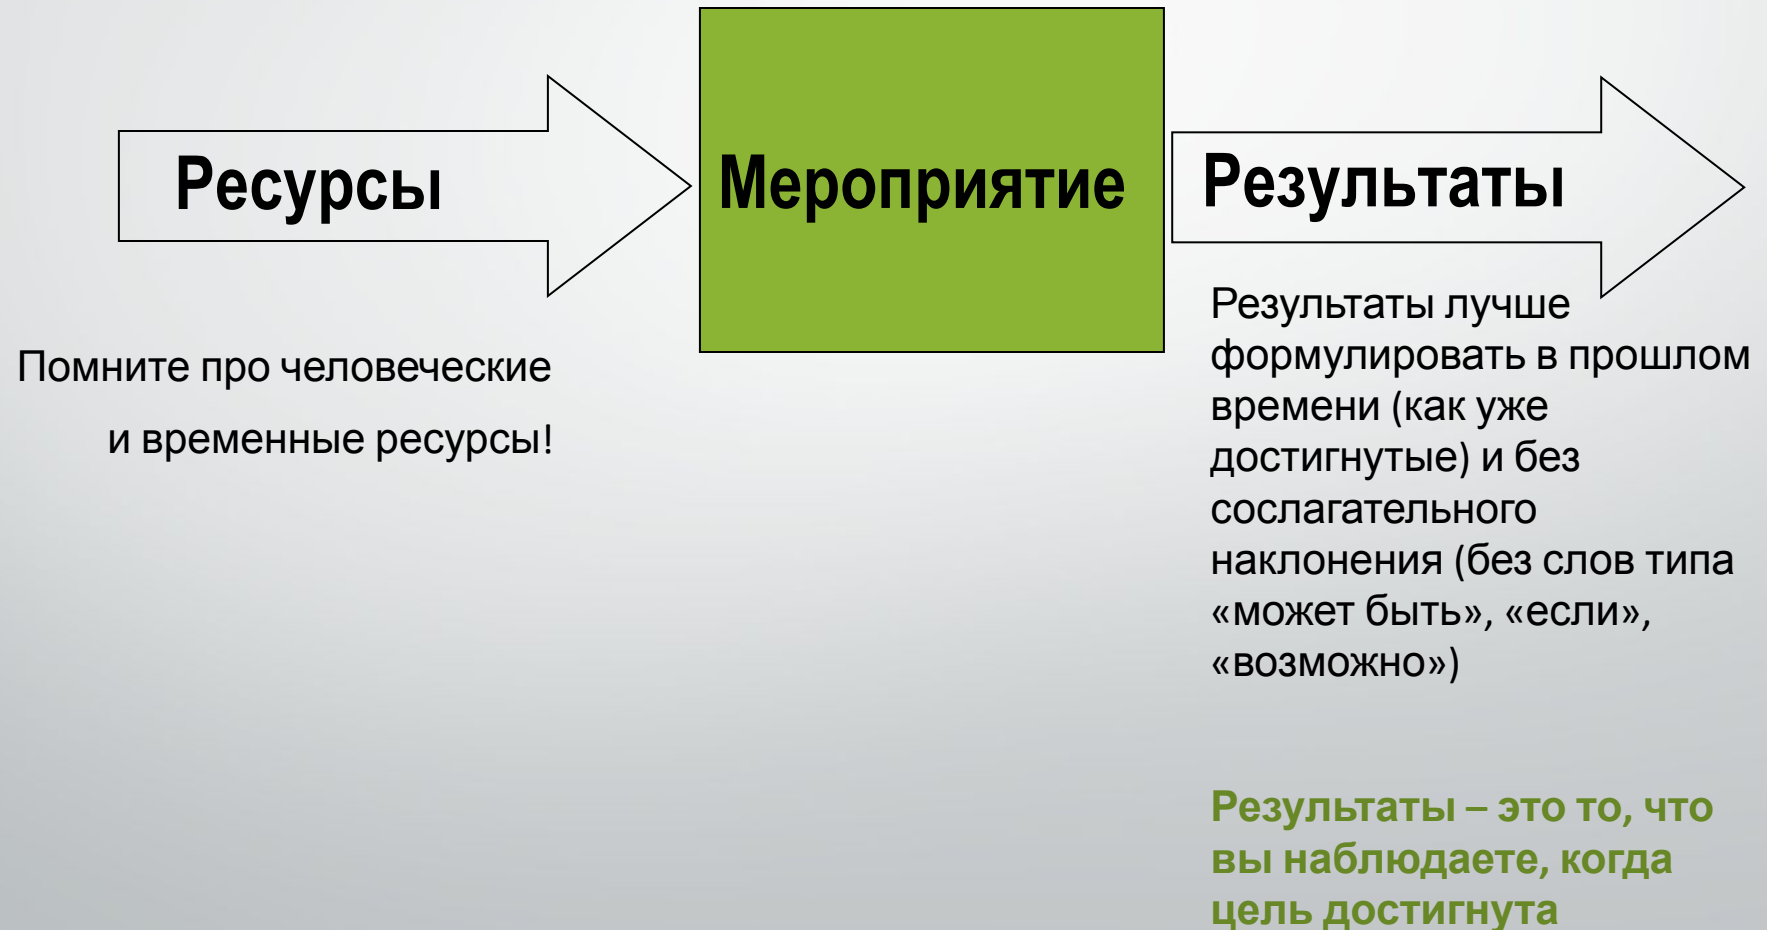 Ресурсы
Мероприятие
Результаты
Помните про человеческие
и временные ресурсы!
Результаты лучше
формулировать в прошлом
времени (как уже
достигнутые) и без
сослагательного
наклонения (без слов типа
«может быть», «если»,
«возможно»)
Результаты – это то, что
вы наблюдаете, когда
цель достигнута